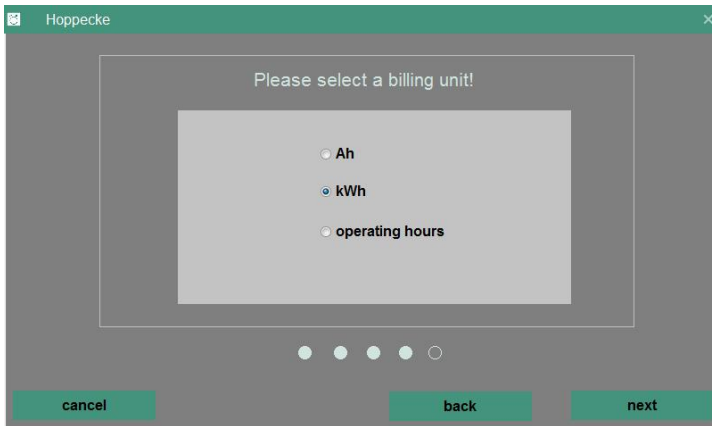 Hoppecke
Please select a billing unit!
Ah
kWh
operating hours
cancel back next